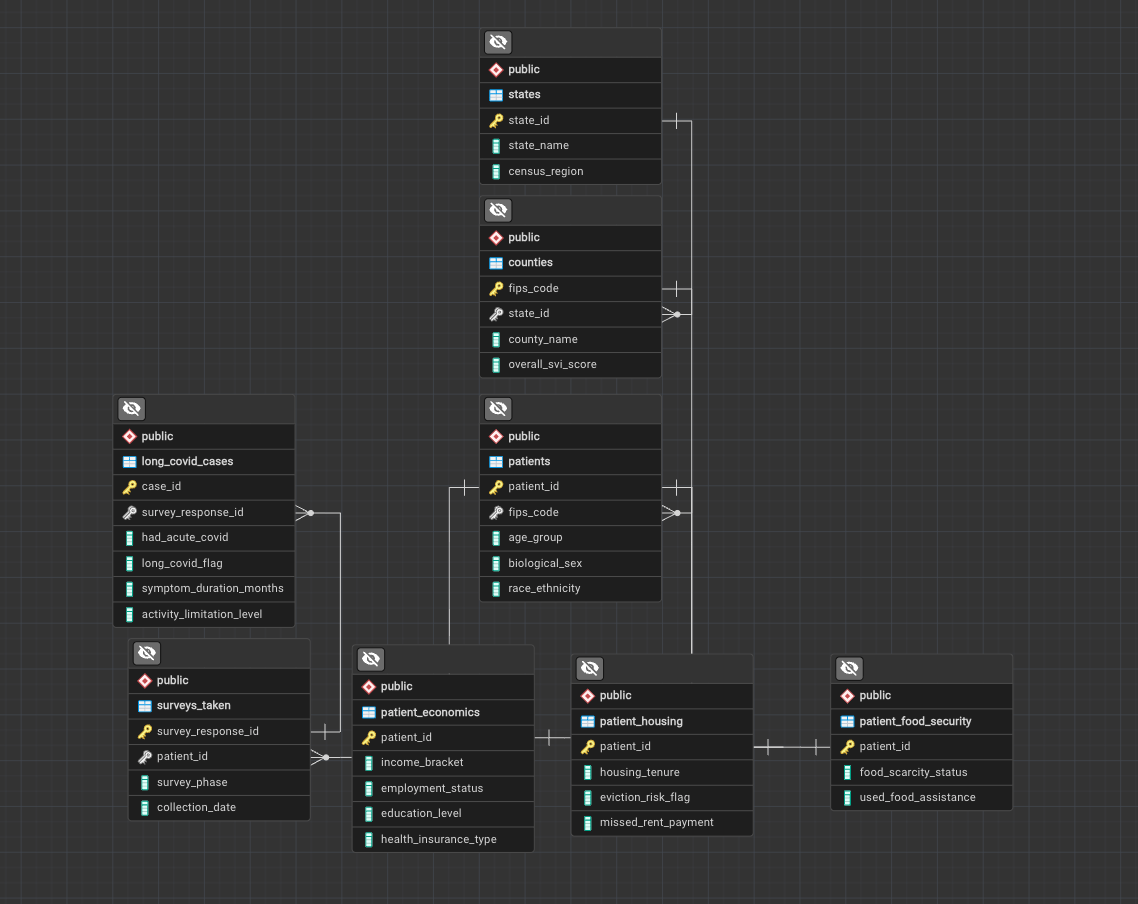 public
states
state_id
state_name
census_region
public
counties
fips_code
state_id
county_name
overall_svi_score
public
long_covid_cases
case_id
survey_response_id
had_acute_covid
long_covid_flag
symptom_duration_months
activity_limitation_level
public
patients
patient_id
fips_code
age_group
biological_sex
race_ethnicity
public
surveys_taken
survey_response_id
patient_id
survey_phase
collection_date
public
patient_economics
patient_id
income_bracket
employment_status
education_level
health_insurance_type
public
patient_housing
patient_id
housing_tenure
eviction_risk_flag
missed_rent_payment
public
patient_food_security
patient_id
food_scarcity_status
used_food_assistance